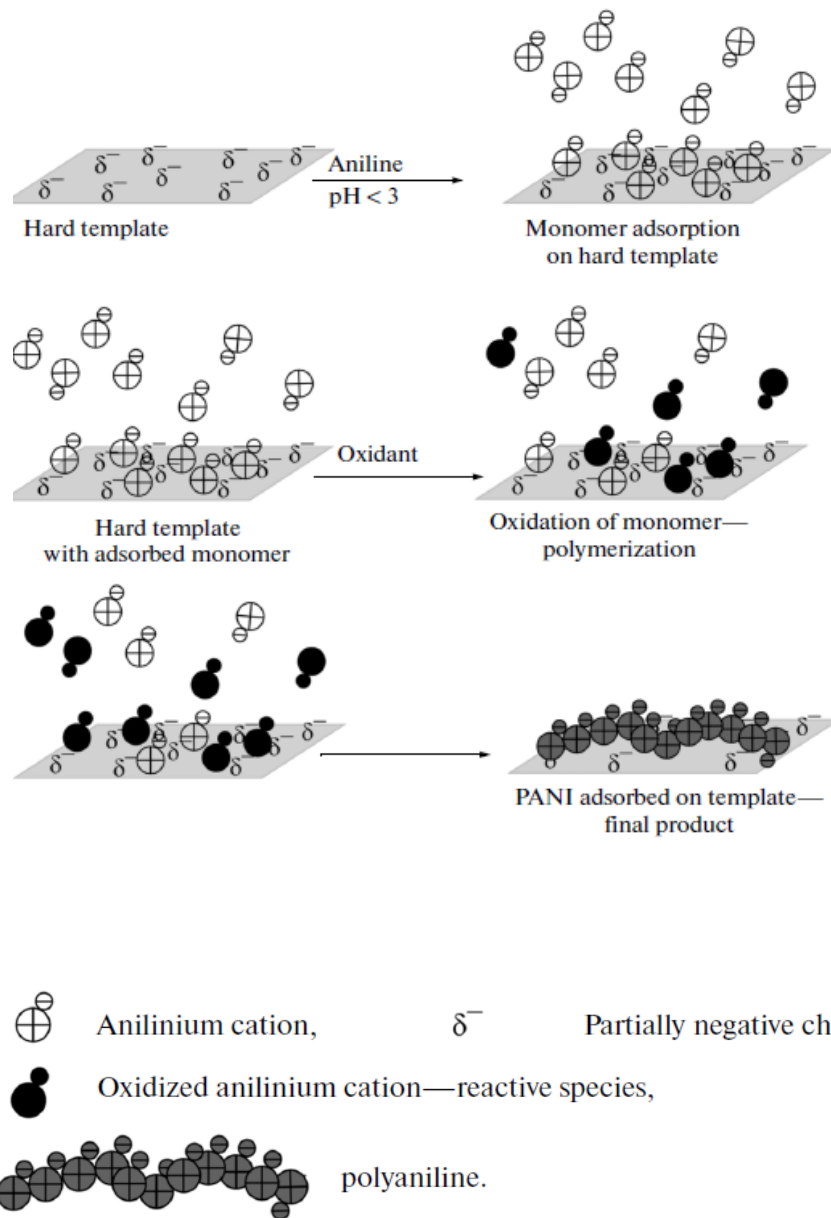 δ⁻ δ⁻ δ⁻ δ⁻
δ⁻ δ⁻
δ⁻ δ⁻ δ⁻
Aniline
pH < 3
δ⁻ δ⁻ δ⁻ δ⁻
δ⁻ δ⁻
δ⁻ δ⁻ δ⁻
Hard template
Monomer adsorption
on hard template
δ⁻ δ⁻ δ⁻ δ⁻
δ⁻ δ⁻
δ⁻ δ⁻ δ⁻
Oxidant
δ⁻ δ⁻ δ⁻ δ⁻
δ⁻ δ⁻
δ⁻ δ⁻ δ⁻
Hard template
with adsorbed monomer
Oxidation of monomer—
polymerization
δ⁻ δ⁻ δ⁻ δ⁻
δ⁻ δ⁻
δ⁻ δ⁻ δ⁻
δ⁻
δ⁻ δ⁻
PANI adsorbed on template—
final product
Anilinium cation, δ⁻ Partially negative ch
Oxidized anilinium cation—reactive species,
polyaniline.